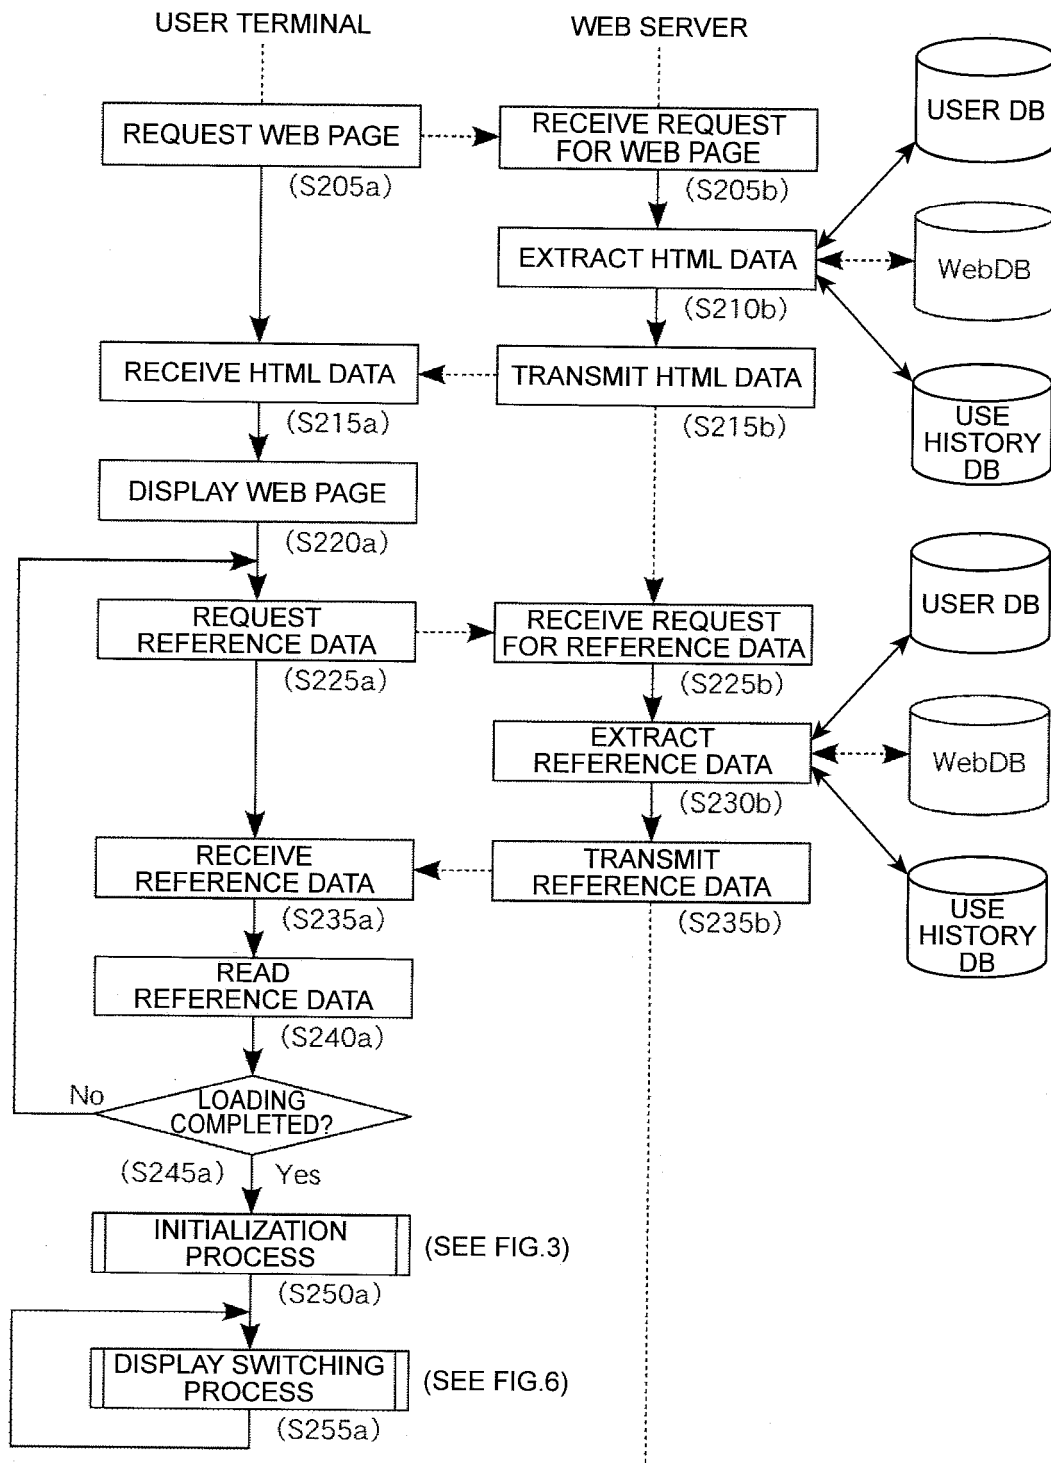 USER TERMINAL
WEB SERVER
REQUEST WEB PAGE
(S205a)
RECEIVE REQUEST
FOR WEB PAGE
(S205b)
USER DB
EXTRACT HTML DATA
(S210b)
WebDB
RECEIVE HTML DATA
(S215a)
TRANSMIT HTML DATA
(S215b)
USE
HISTORY
DB
DISPLAY WEB PAGE
(S220a)
REQUEST
REFERENCE DATA
(S225a)
RECEIVE REQUEST
FOR REFERENCE DATA
(S225b)
USER DB
EXTRACT
REFERENCE DATA
(S230b)
WebDB
RECEIVE
REFERENCE DATA
(S235a)
TRANSMIT
REFERENCE DATA
(S235b)
USE
HISTORY
DB
READ
REFERENCE DATA
(S240a)
No
LOADING
COMPLETED?
(S245a)
Yes
INITIALIZATION
PROCESS
(SEE FIG.3)
(S250a)
DISPLAY SWITCHING
PROCESS
(SEE FIG.6)
(S255a)